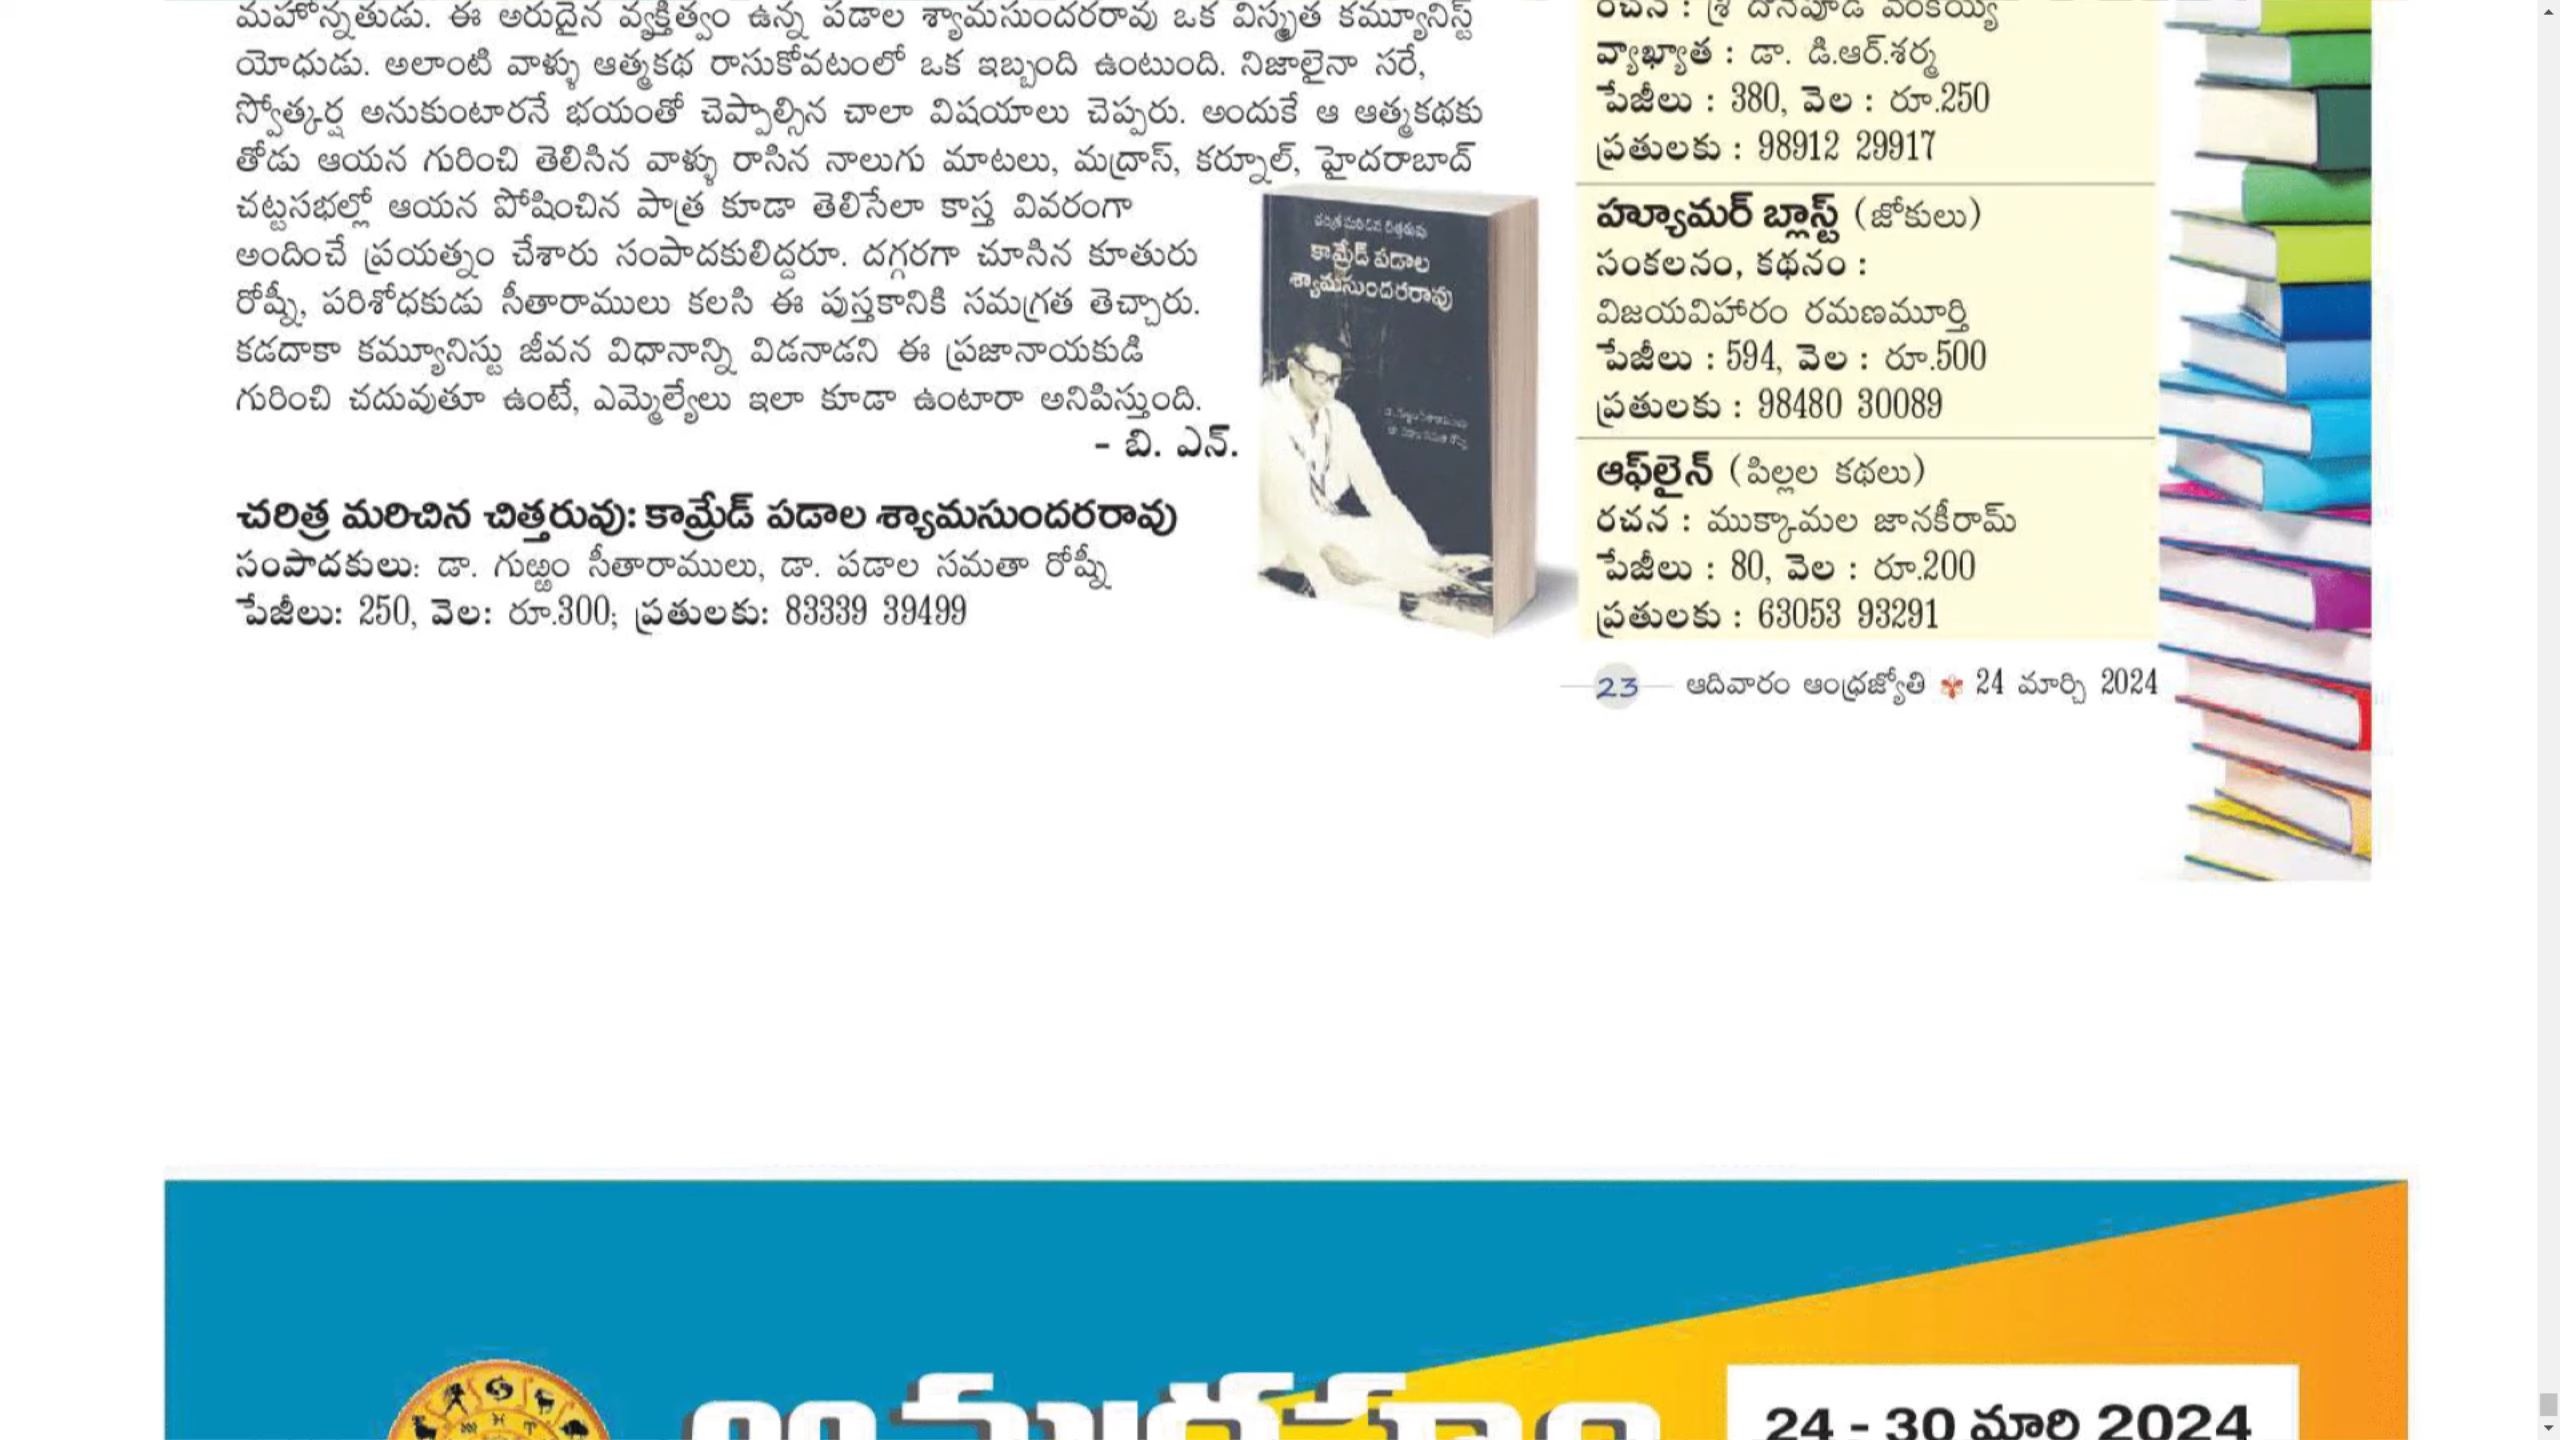 మహోన్నతుడు. ఈ అరుదైన వ్యక్తిత్వం ఉన్న పడాల శ్యామసుందరరావు ఒక విస్మృత కమ్యూనిస్ట్
యోధుడు. అలాంటి వాళ్ళు ఆత్మకథ రాసుకోవటంలో ఒక ఇబ్బంది ఉంటుంది. నిజాలైనా సరే,
స్వోత్కర్ష అనుకుంటారనే భయంతో చెప్పాల్సిన చాలా విషయాలు చెప్పరు. అందుకే ఆ ఆత్మకథకు
తోడు ఆయన గురించి తెలిసిన వాళ్ళు రాసిన నాలుగు మాటలు, మద్రాస్, కర్నూల్, హైదరాబాద్
చట్టసభల్లో ఆయన పోషించిన పాత్ర కూడా తెలిసేలా కాస్త వివరంగా
అందించే ప్రయత్నం చేశారు సంపాదకులిద్దరూ. దగ్గరగా చూసిన కూతురు
రోష్నీ, పరిశోధకుడు సీతారాములు కలసి ఈ పుస్తకానికి సమగ్రత తెచ్చారు.
కడదాకా కమ్యూనిస్టు జీవన విధానాన్ని విడనాడని ఈ ప్రజానాయకుడి
గురించి చదువుతూ ఉంటే, ఎమ్మెల్యేలు ఇలా కూడా ఉంటారా అనిపిస్తుంది.
- బి. ఎన్.
చరిత్ర మరిచిన చిత్తరువు: కామ్రేడ్ పడాల శ్యామసుందరరావు
సంపాదకులు: డా. గుఱ్ఱం సీతారాములు, డా. పడాల సమతా రోష్నీ
పేజీలు: 250, వెల: రూ.300; ప్రతులకు: 83339 39499
చరిత్ర మరిచిన చిత్తరువు
కామ్రేడ్ పడాల
శ్యామసుందరరావు
రచన : శ్రీ
వ్యాఖ్యాత : డా. డి.ఆర్.శర్మ
పేజీలు : 380, వెల : రూ.250
ప్రతులకు : 98912 29917
హ్యూమర్ బ్లాస్ట్ (జోకులు)
సంకలనం, కథనం :
విజయవిహారం రమణమూర్తి
పేజీలు : 594, వెల : రూ.500
ప్రతులకు : 98480 30089
ఆఫ్‌లైన్ (పిల్లల కథలు)
రచన : ముక్కామల జానకీరామ్
పేజీలు : 80, వెల : రూ.200
ప్రతులకు : 63053 93291
23 ఆదివారం ఆంధ్రజ్యోతి 24 మార్చి 2024
24 - 30 మార్చి 2024